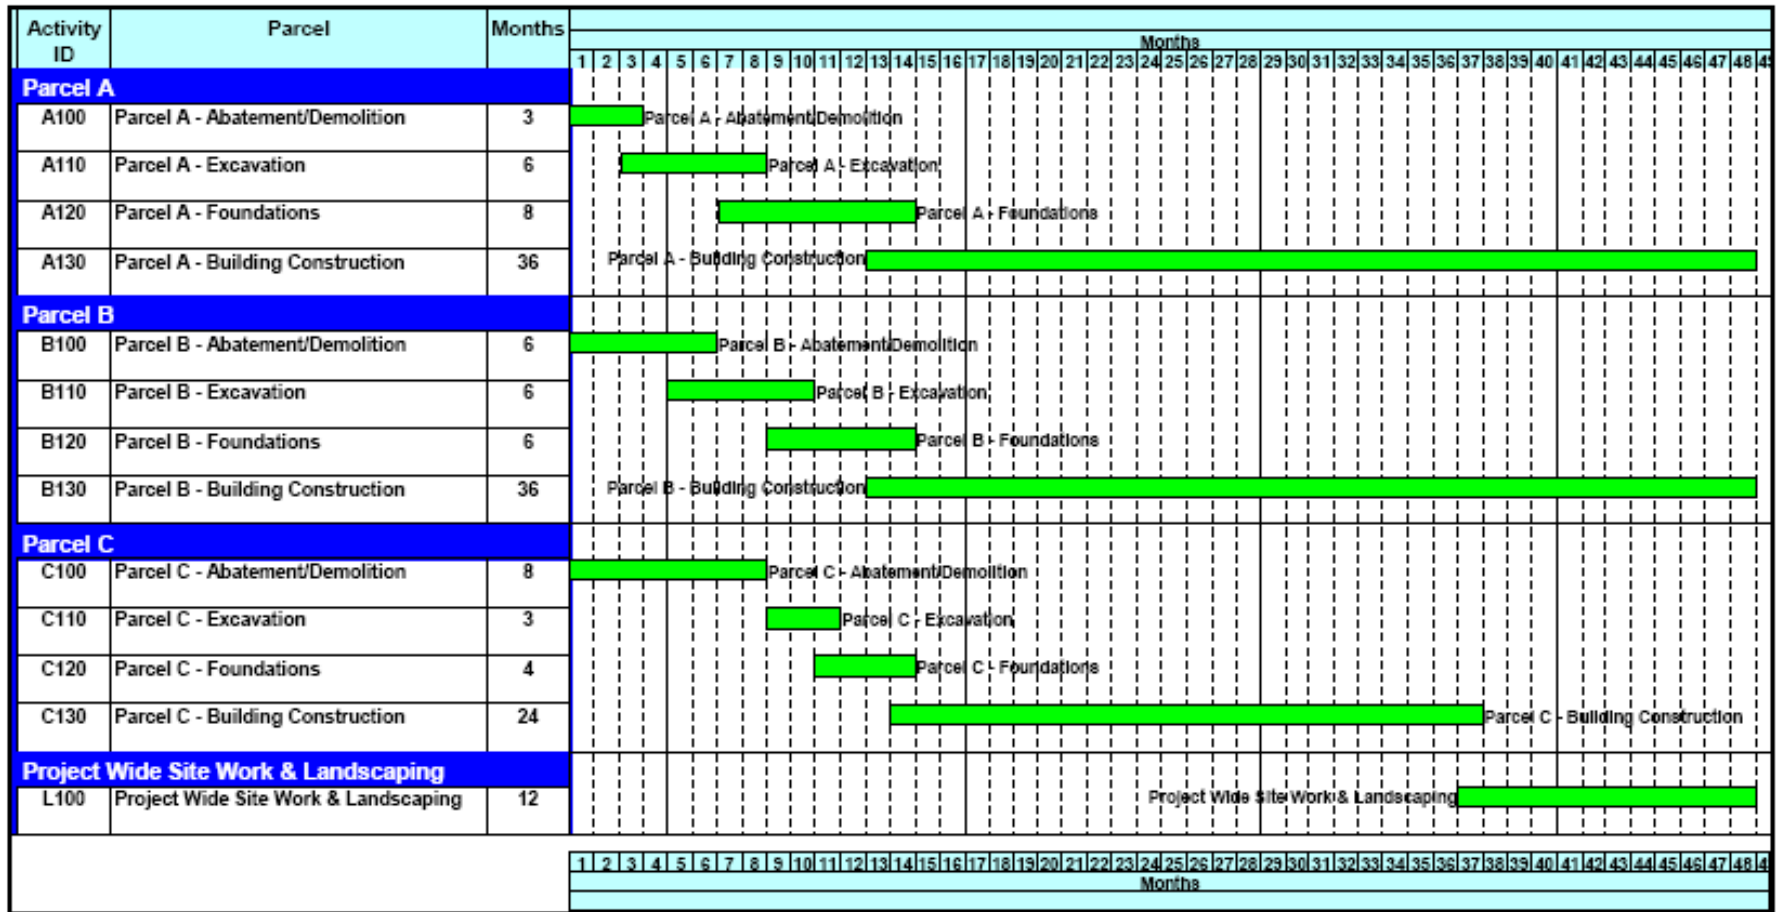 Activity ID Parcel Months
Months
1 2 3 4 5 6 7 8 9 10 11 12 13 14 15 16 17 18 19 20 21 22 23 24 25 26 27 28 29 30 31 32 33 34 35 36 37 38 39 40 41 42 43 44 45 46 47 48
Parcel A
A100 Parcel A - Abatement/Demolition 3 Parcel A - Abatement/Demolition
A110 Parcel A - Excavation 6 Parcel A - Excavation
A120 Parcel A - Foundations 8 Parcel A - Foundations
A130 Parcel A - Building Construction 36 Parcel A - Building Construction
Parcel B
B100 Parcel B - Abatement/Demolition 6 Parcel B - Abatement/Demolition
B110 Parcel B - Excavation 6 Parcel B - Excavation
B120 Parcel B - Foundations 6 Parcel B - Foundations
B130 Parcel B - Building Construction 36 Parcel B - Building Construction
Parcel C
C100 Parcel C - Abatement/Demolition 8 Parcel C - Abatement/Demolition
C110 Parcel C - Excavation 3 Parcel C - Excavation
C120 Parcel C - Foundations 4 Parcel C - Foundations
C130 Parcel C - Building Construction 24 Parcel C - Building Construction
Project Wide Site Work & Landscaping
L100 Project Wide Site Work & Landscaping 12 Project Wide Site Work & Landscaping
1 2 3 4 5 6 7 8 9 10 11 12 13 14 15 16 17 18 19 20 21 22 23 24 25 26 27 28 29 30 31 32 33 34 35 36 37 38 39 40 41 42 43 44 45 46 47 48
Months